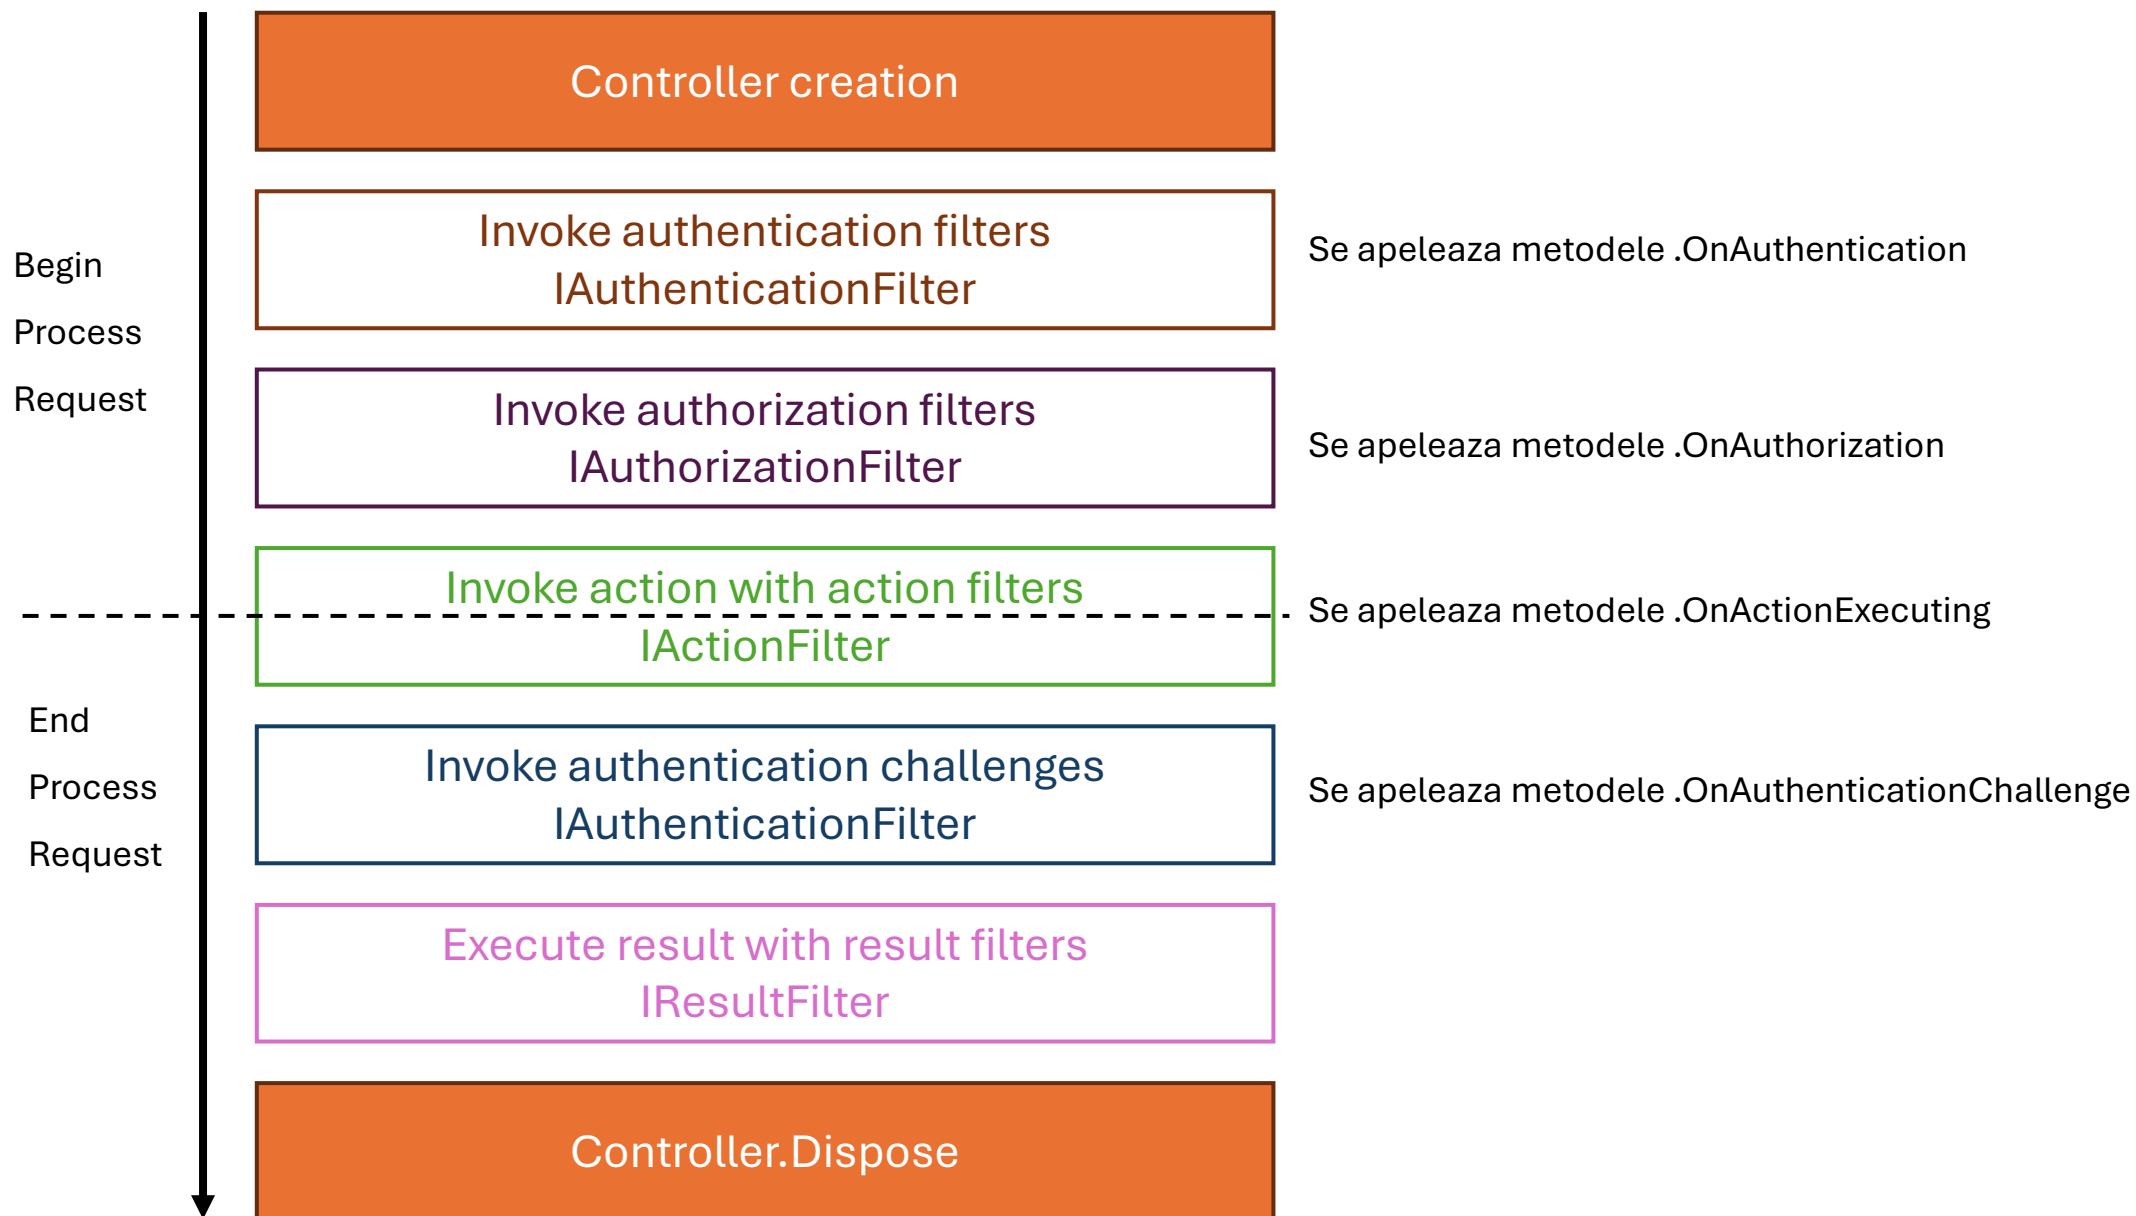 Controller creation
Invoke authentication filters
IAuthenticationFilter
Se apeleaza metodele .OnAuthentication
Begin
Process
Request
Invoke authorization filters
IAuthorizationFilter
Se apeleaza metodele .OnAuthorization
Invoke action with action filters
IActionFilter
Se apeleaza metodele .OnActionExecuting
End
Process
Request
Invoke authentication challenges
IAuthenticationFilter
Se apeleaza metodele .OnAuthenticationChallenge
Execute result with result filters
IResultFilter
Controller.Dispose